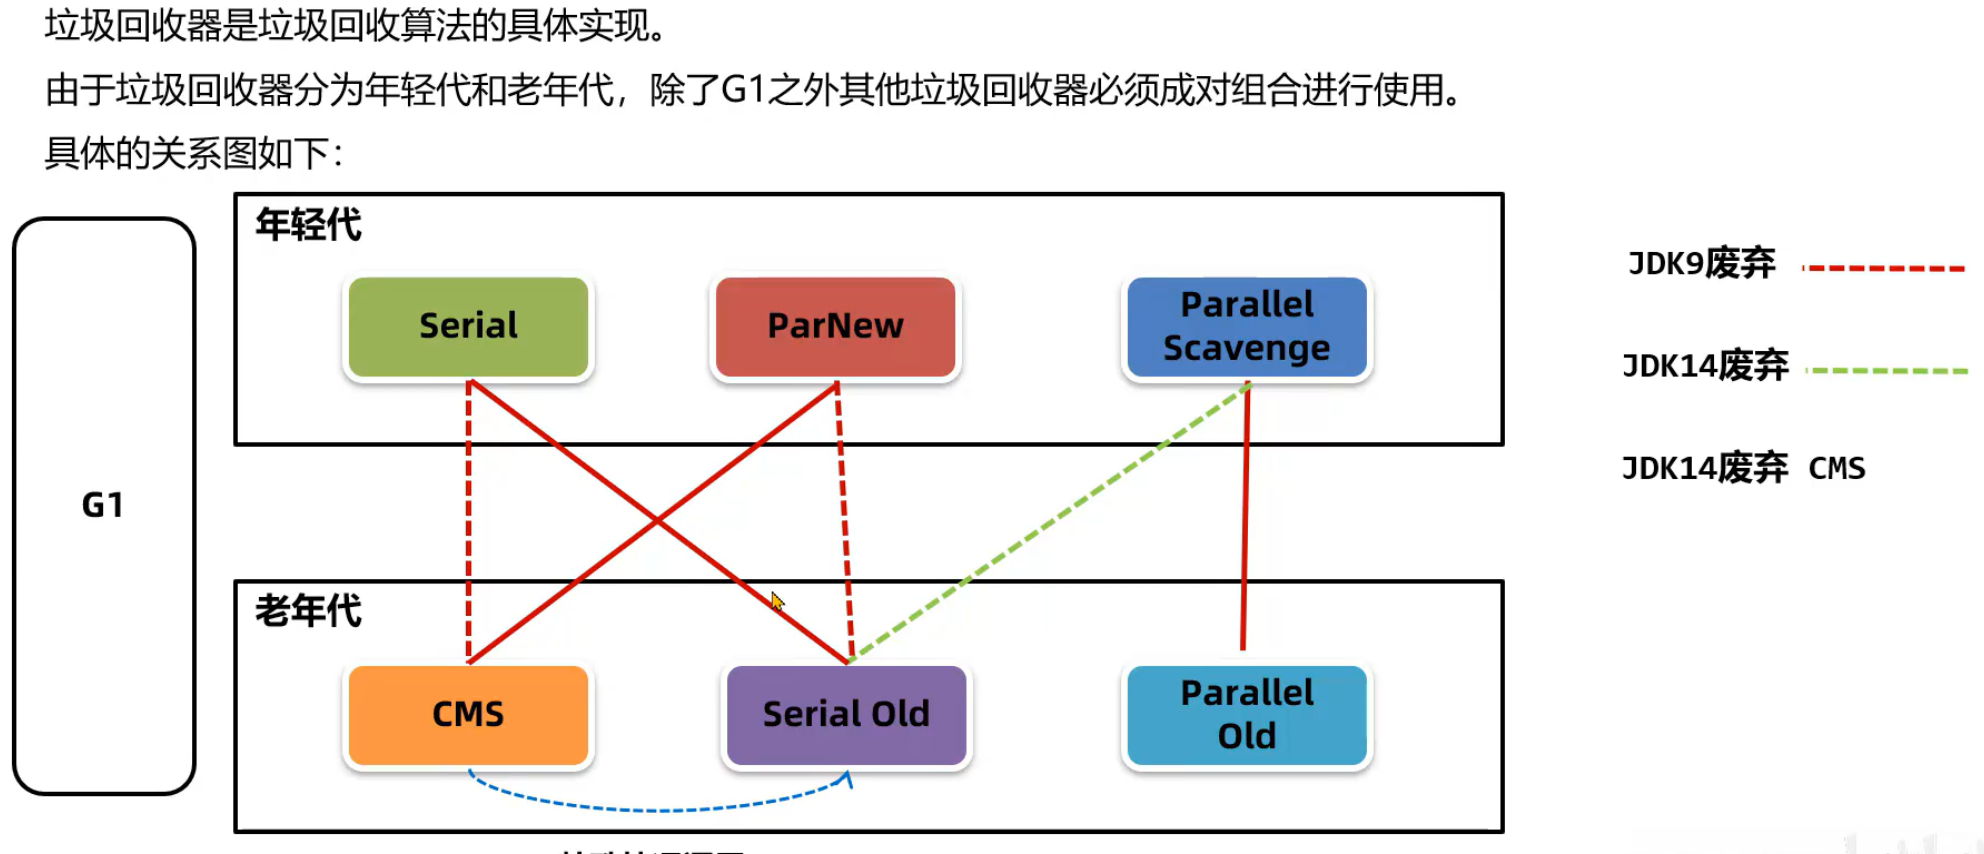 垃圾回收器是垃圾回收算法的具体实现。
由于垃圾回收器分为年轻代和老年代，除了G1之外其他垃圾回收器必须成对组合进行使用。
具体的关系图如下：
G1
年轻代
Serial
ParNew
Parallel
Scavenge
老年代
CMS
Serial Old
Parallel
Old
JDK9废弃
JDK14废弃
JDK14废弃 CMS